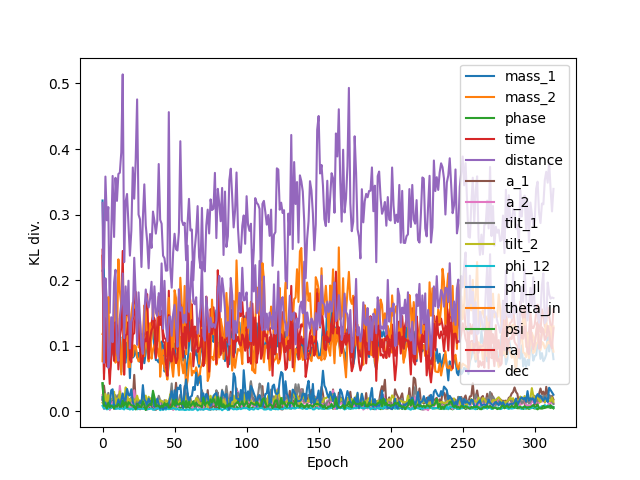 0.5
0.4
0.3
0.2
0.1
0.0
KL div.
0 50 100 150 200 250 300
Epoch
mass_1
mass_2
phase
time
distance
a_1
a_2
tilt_1
tilt_2
phi_12
phi_jl
theta_jn
psi
ra
dec